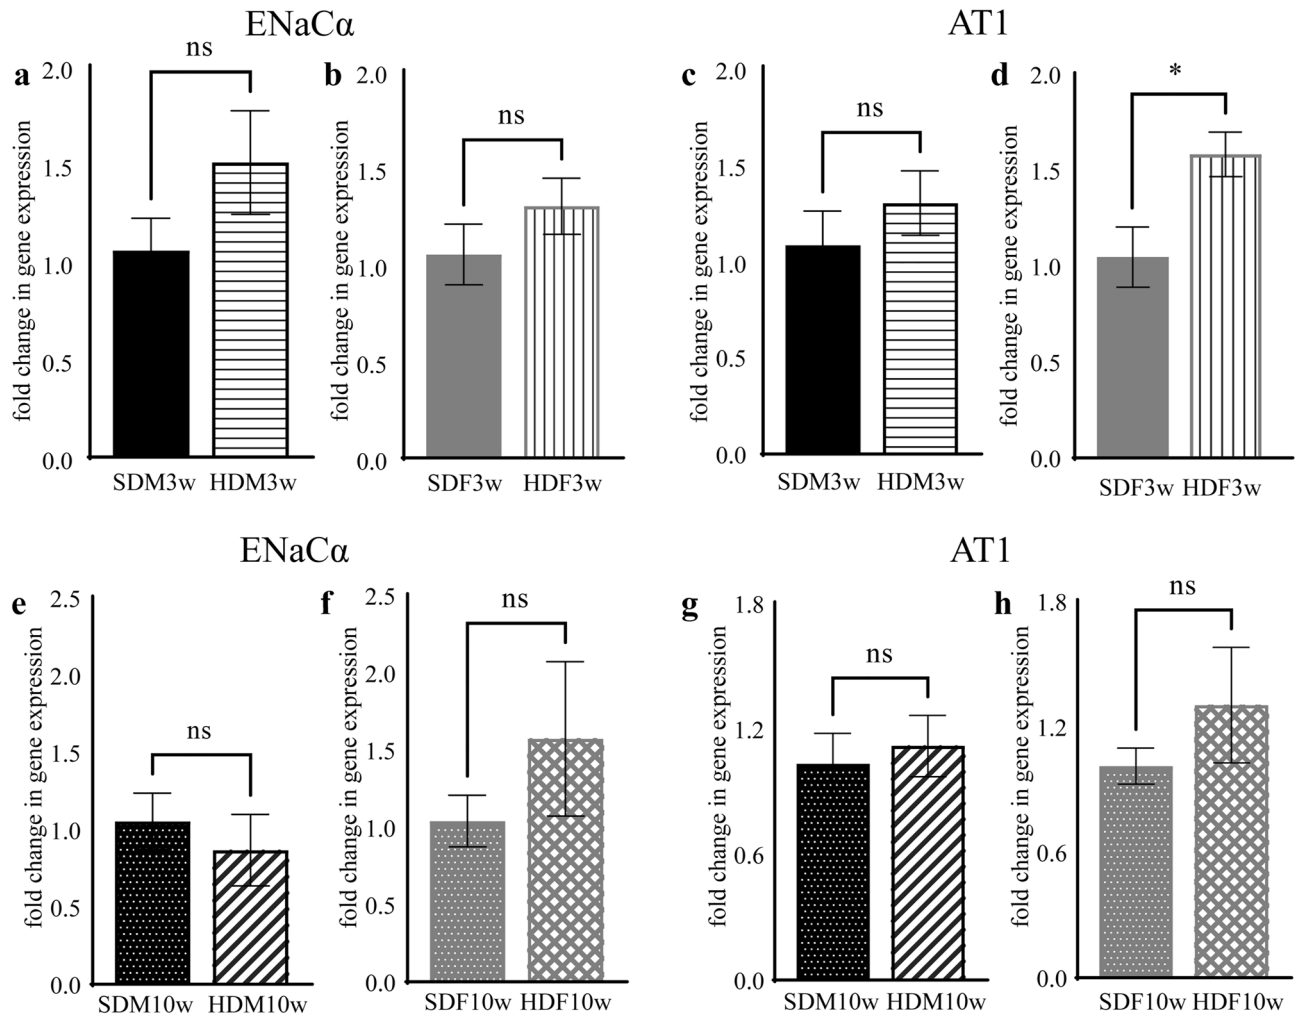 ENaCα
AT1
a
fold change in gene expression
2.0
1.5
1.0
0.5
0.0
ns
SDM3w HDM3w
b
fold change in gene expression
2.0
1.5
1.0
0.5
0.0
ns
SDF3w HDF3w
c
fold change in gene expression
2.0
1.5
1.0
0.5
0.0
ns
SDM3w HDM3w
d
fold change in gene expression
2.0
1.5
1.0
0.5
0.0
*
SDF3w HDF3w
ENaCα
AT1
e
fold change in gene expression
2.5
2.0
1.5
1.0
0.5
0.0
ns
SDM10w HDM10w
f
fold change in gene expression
2.5
2.0
1.5
1.0
0.5
0.0
ns
SDF10w HDF10w
g
fold change in gene expression
1.8
1.2
0.6
0.0
ns
SDM10w HDM10w
h
fold change in gene expression
1.8
1.2
0.6
0.0
ns
SDF10w HDF10w